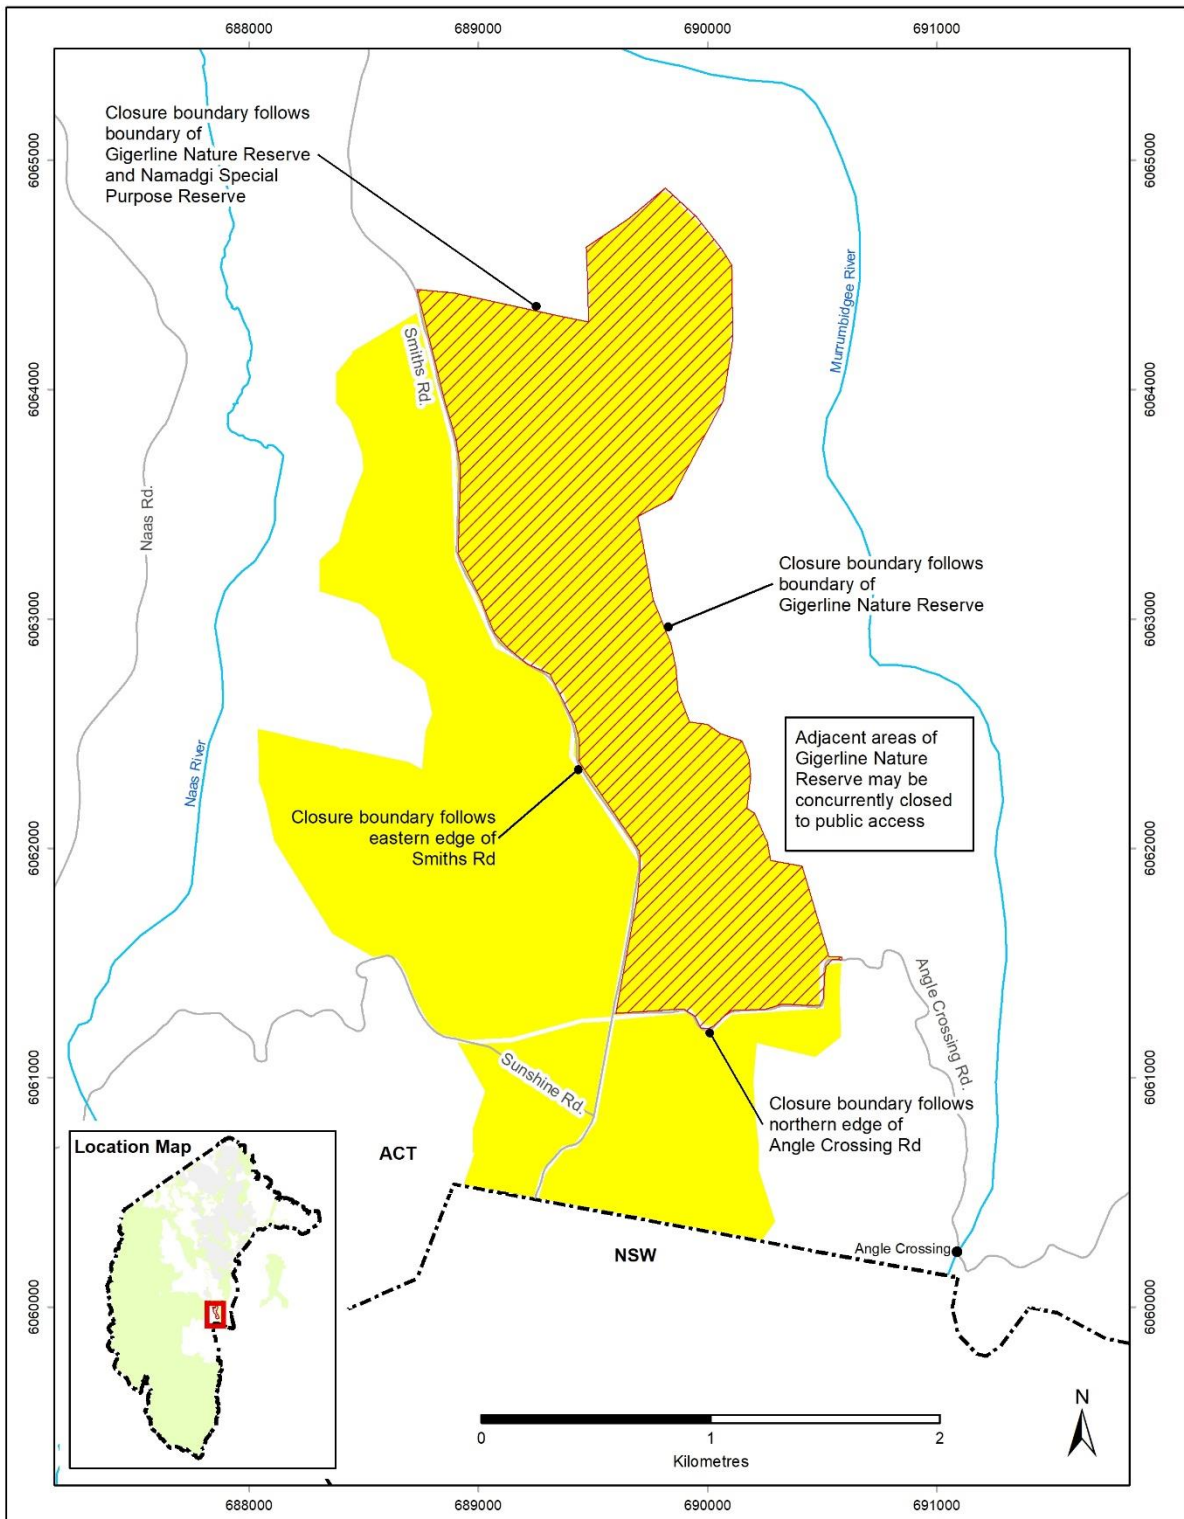 688000
689000
690000
691000
6065000
6064000
6063000
6062000
6061000
6060000
6065000
6064000
6063000
6062000
6061000
6060000
Closure boundary follows
boundary of
Gigerline Nature Reserve
and Namadgi Special
Purpose Reserve
Murrumbidgee River
Smiths Rd.
Naas Rd.
Closure boundary follows
boundary of
Gigerline Nature Reserve
Adjacent areas of
Gigerline Nature
Reserve may be
concurrently closed
to public access
Naas River
Closure boundary follows
eastern edge of
Smiths Rd
Angle Crossing Rd.
Sunshine Rd.
Closure boundary follows
northern edge of
Angle Crossing Rd
ACT
NSW
Angle Crossing
Location Map
N
0
1
2
Kilometres
688000
689000
690000
691000